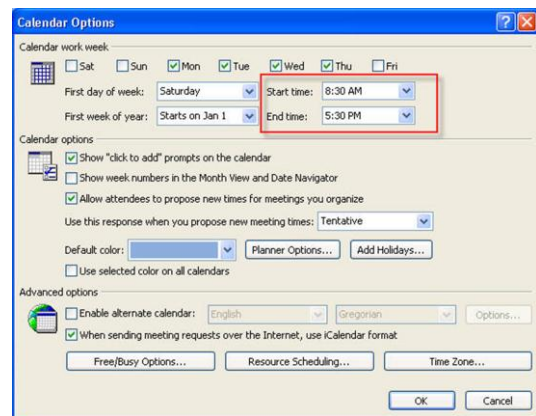 Calendar Options
Calendar work week
Sat Sun Mon Tue Wed Thu Fri
First day of week: Saturday Start time: 8:30 AM
First week of year: Starts on Jan 1 End time: 5:30 PM
Calendar options
Show "click to add" prompts on the calendar
Show week numbers in the Month View and Date Navigator
Allow attendees to propose new times for meetings you organize
Use this response when you propose new meeting times: Tentative
Default color: Planner Options... Add Holidays...
Use selected color on all calendars
Advanced options
Enable alternate calendar: English Gregorian Options...
When sending meeting requests over the Internet, use iCalendar format
Free/Busy Options... Resource Scheduling... Time Zone...
OK Cancel